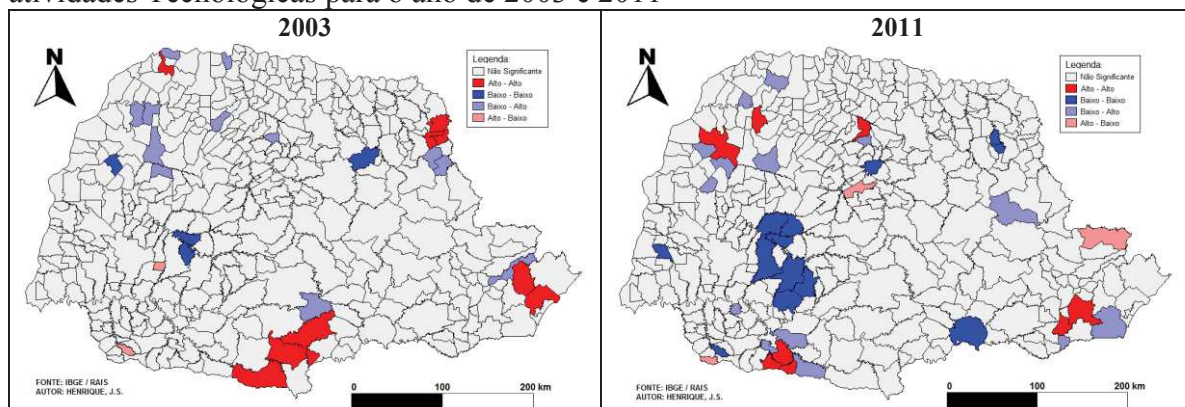 atividades Tecnológicas para o ano de 2003 e 2011
2003
N
Legenda
Não Significante
Alto - Alto
Baixo - Baixo
Baixo - Alto
Alto - Baixo
FONTE: IBGE / RAIS
AUTOR: HENRIQUE, J.S.
0 100 200 km
2011
N
Legenda
Não Significante
Alto - Alto
Baixo - Baixo
Baixo - Alto
Alto - Baixo
FONTE: IBGE / RAIS
AUTOR: HENRIQUE, J.S.
0 100 200 km